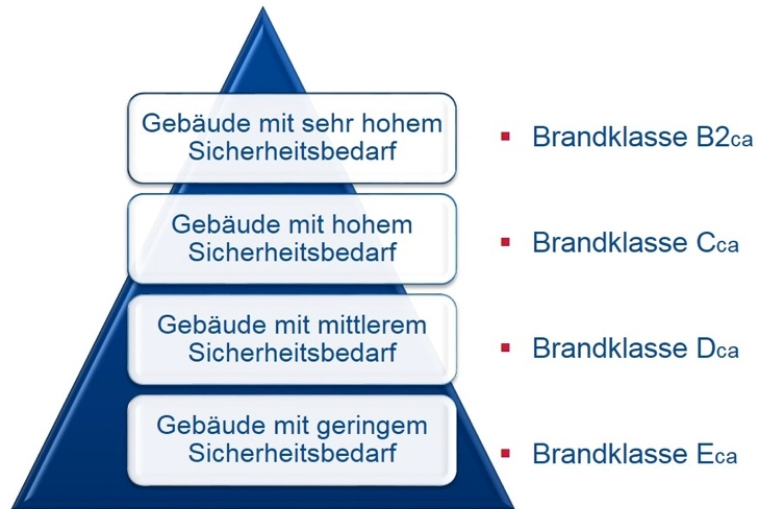 Gebäude mit sehr hohem
Sicherheitsbedarf
▪ Brandklasse B2ca
Gebäude mit hohem
Sicherheitsbedarf
▪ Brandklasse Cca
Gebäude mit mittlerem
Sicherheitsbedarf
▪ Brandklasse Dca
Gebäude mit geringem
Sicherheitsbedarf
▪ Brandklasse Eca